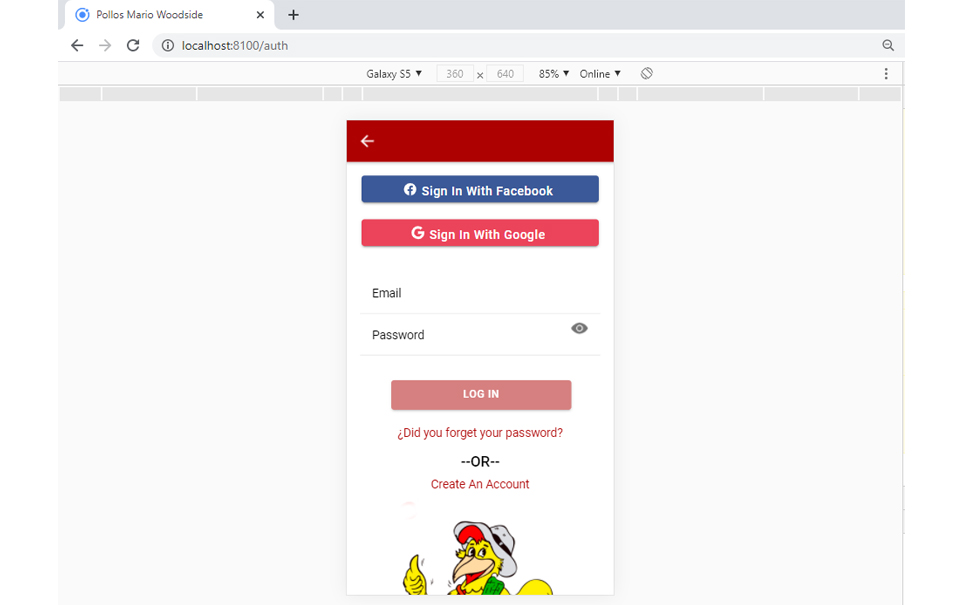 Pollos Mario Woodside
localhost:8100/auth
Galaxy S5 ▼ 360 x 640 85% ▼ Online ▼
Sign In With Facebook
G Sign In With Google
Email
Password
LOG IN
¿Did you forget your password?
--OR--
Create An Account